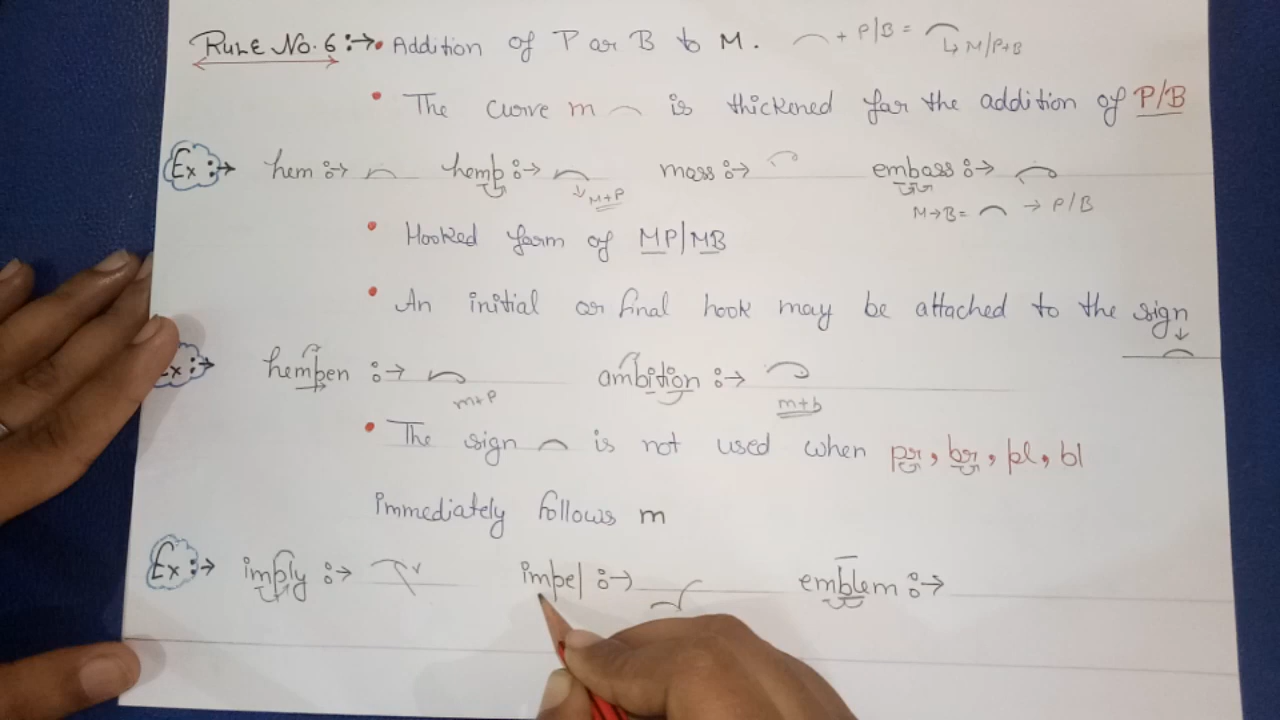 RULE NO. 6 :→ • Addition of P or B to M. + P/B = M/P+B
• The curve m is thickened for the addition of P/B
Ex :→ hem :→ hemp :→ M+P moss :→ emboss :→
M→B= → P/B
• Hooked form of MP/MB
• An initial or final hook may be attached to the sign
Ex :→ hempen :→ m+p ambition :→ m+b
• The sign is not used when pr, br, pl, bl
immediately follows m
Ex :→ imply :→ impel :→ emblem :→